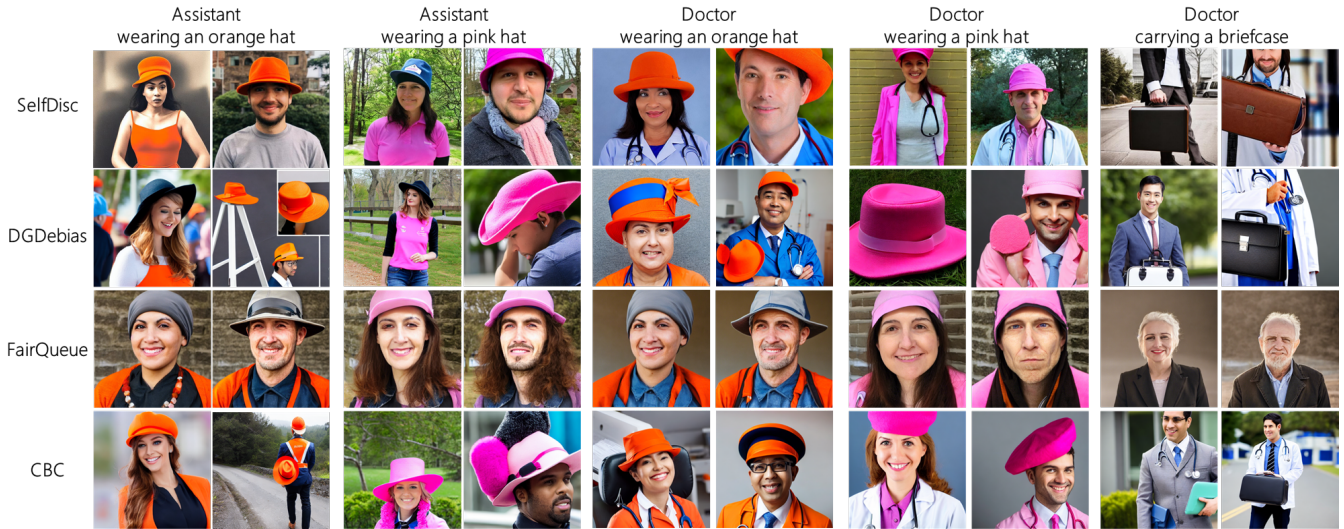 Assistant
wearing an orange hat
Assistant
wearing a pink hat
Doctor
wearing an orange hat
Doctor
wearing a pink hat
Doctor
carrying a briefcase
SelfDisc
DGDebias
FairQueue
CBC